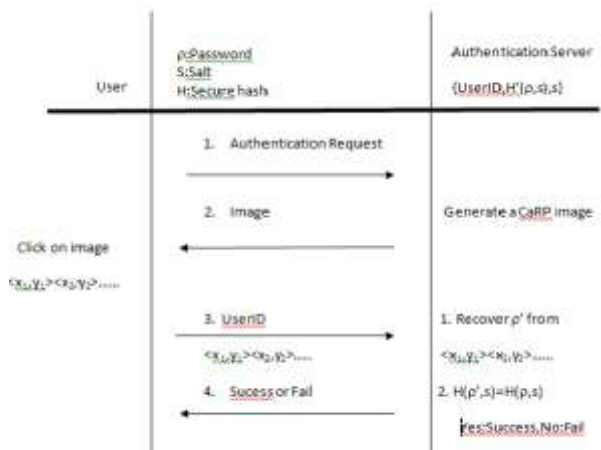 ρ:Password
S:Salt
H:Secure hash
User
Authentication Server
{UserID,H'(ρ,s),s}
1. Authentication Request
2. Image
Generate a CaRP image
Click on image
<x₁,y₁><x₂,y₂>.....
3. UserID
<x₁,y₁><x₂,y₂>.....
1. Recover ρ' from
<x₁,y₁><x₂,y₂>.....
4. Sucess or Fail
2. H(ρ',s)=H(ρ,s)
Yes:Success,No:Fail